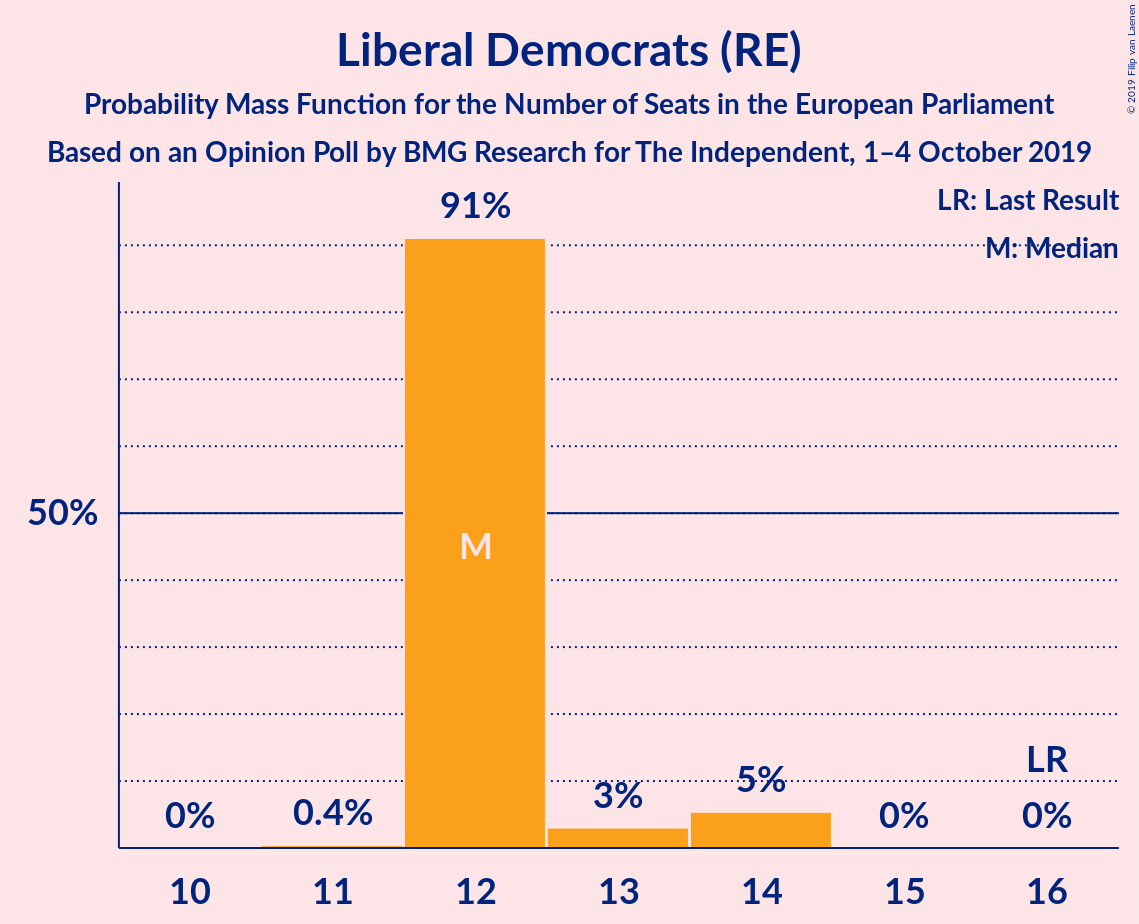 Liberal Democrats (RE)
Probability Mass Function for the Number of Seats in the European Parliament
Based on an Opinion Poll by BMG Research for The Independent, 1–4 October 2019
© 2019 Filip van Laenen
LR: Last Result
M: Median
91%
50%
M
LR
0%
0.4%
3%
5%
0%
0%
10
11
12
13
14
15
16